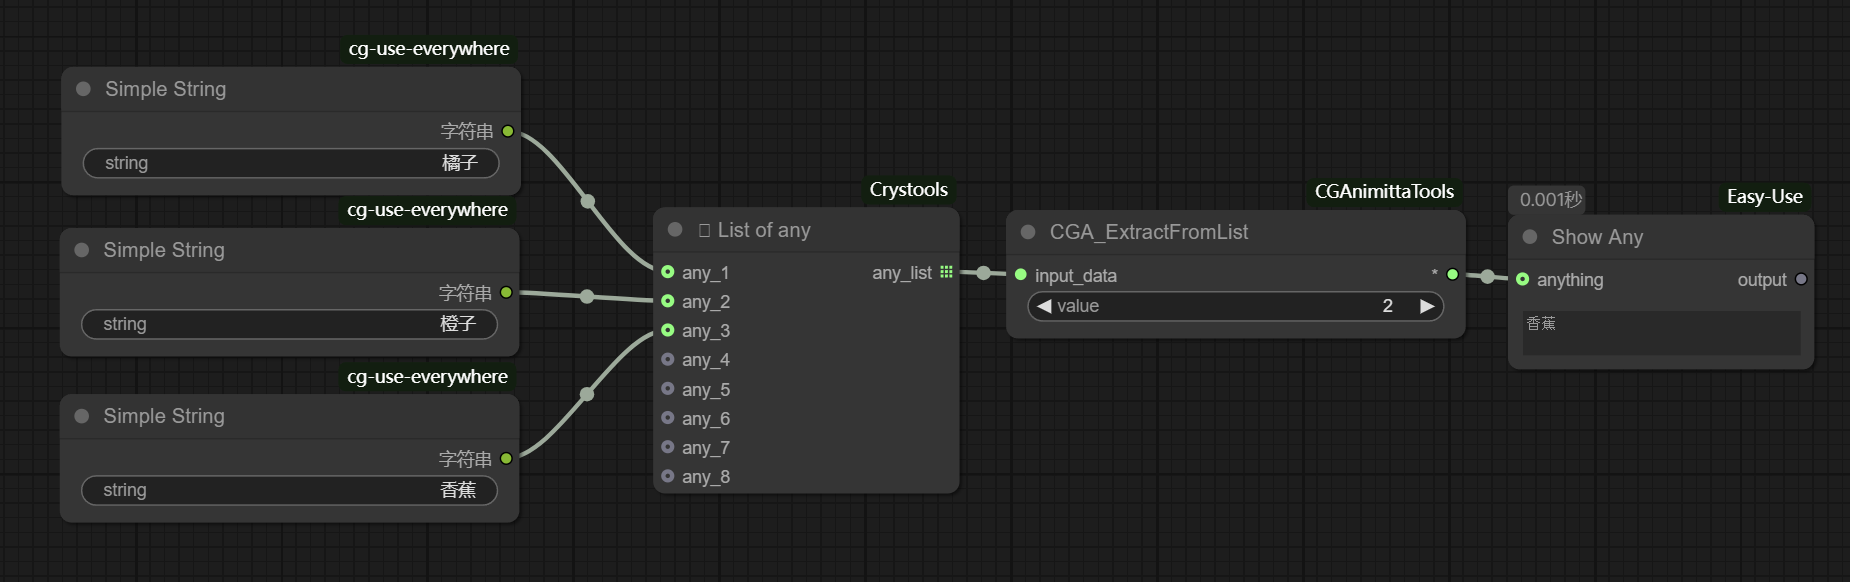 cg-use-everywhere
Simple String
字符串
string 橘子
cg-use-everywhere
Simple String
字符串
string 橙子
cg-use-everywhere
Simple String
字符串
string 香蕉
Crystools
List of any
any_1 any_list
any_2
any_3
any_4
any_5
any_6
any_7
any_8
CGAnimittaTools
CGA_ExtractFromList
input_data *
value 2
0.001秒
Easy-Use
Show Any
anything output
香蕉